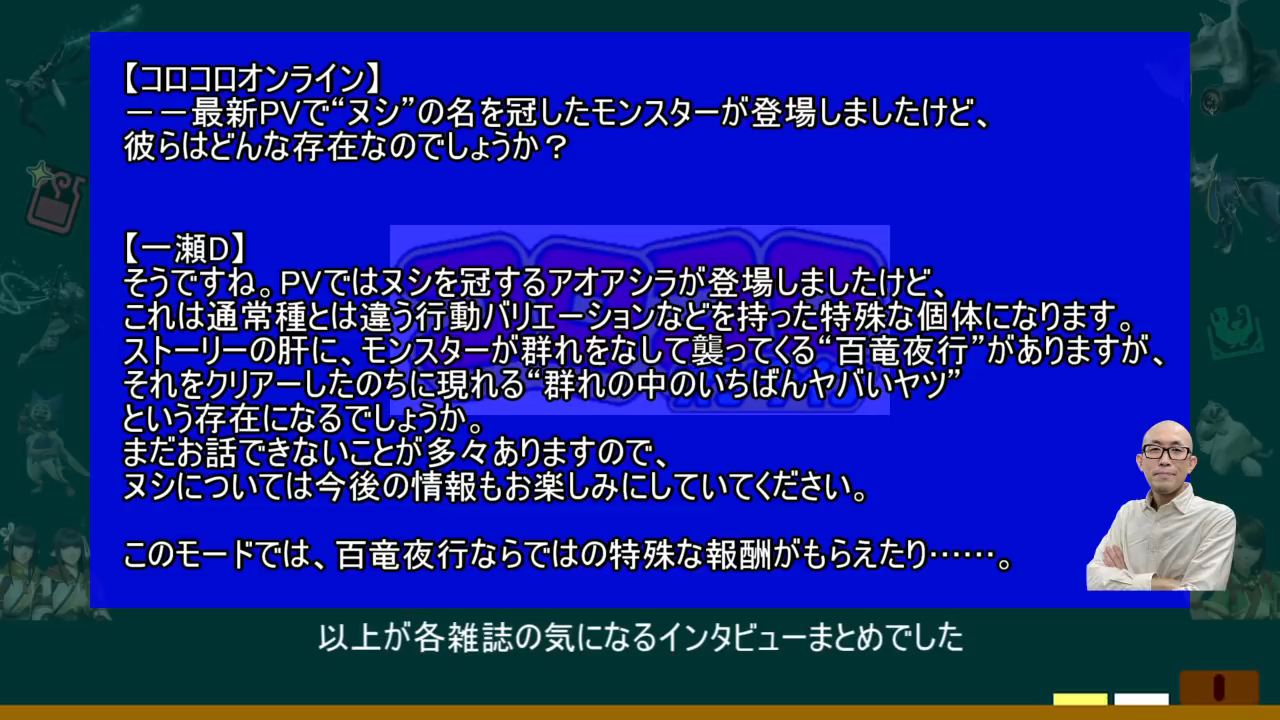 【コロコロオンライン】
――最新PVで“ヌシ”の名を冠したモンスターが登場しましたけど、
彼らはどんな存在なのでしょうか？
【一瀬D】
そうですね。PVではヌシを冠するアオアシラが登場しましたけど、
これは通常種とは違う行動バリエーションなどを持った特殊な個体になります。
ストーリーの肝に、モンスターが群れをなして襲ってくる“百竜夜行”がありますが、
それをクリアーしたのちに現れる“群れの中のいちばんヤバいヤツ”
という存在になるでしょうか。
まだお話できないことが多々ありますので、
ヌシについては今後の情報もお楽しみにしていてください。
このモードでは、百竜夜行ならではの特殊な報酬がもらえたり……。
以上が各雑誌の気になるインタビューまとめでした